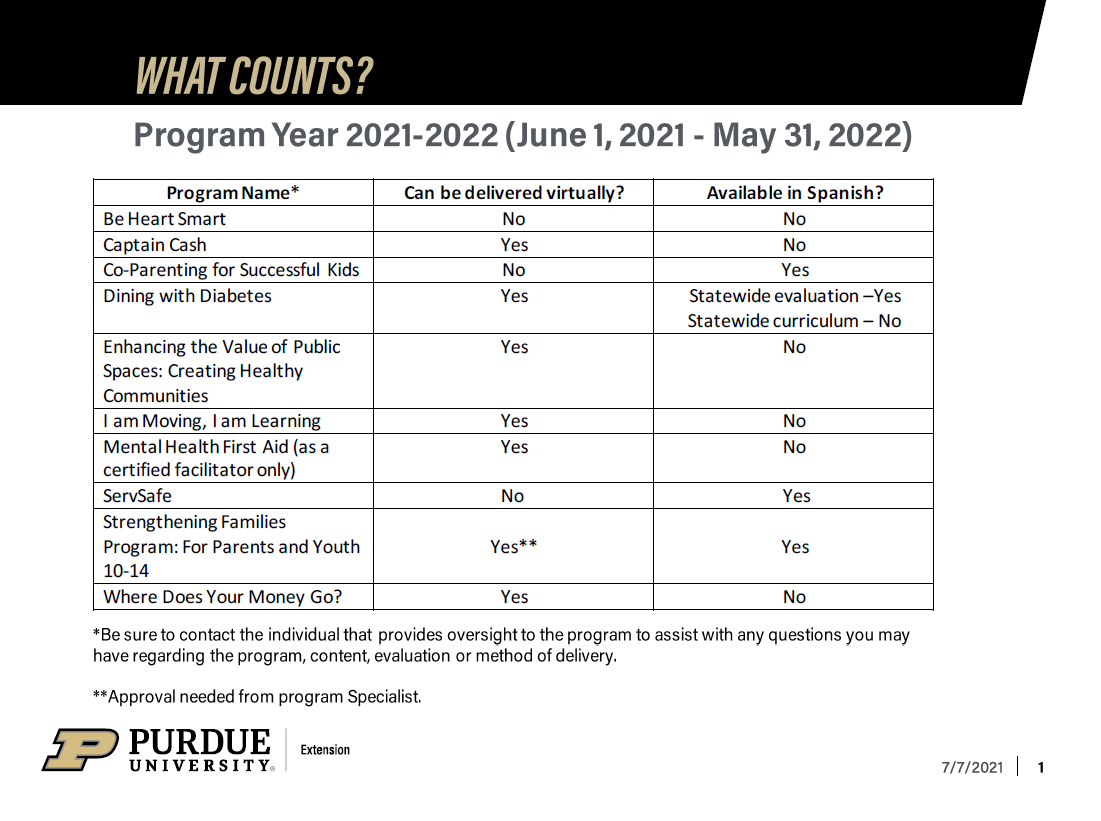 WHAT COUNTS?
Program Year 2021-2022 (June 1, 2021 - May 31, 2022)
Program Name* Can be delivered virtually? Available in Spanish?
Be Heart Smart No No
Captain Cash Yes No
Co-Parenting for Successful Kids No Yes
Dining with Diabetes Yes Statewide evaluation –Yes
Statewide curriculum – No
Enhancing the Value of Public Yes No
Spaces: Creating Healthy
Communities
I am Moving, I am Learning Yes No
Mental Health First Aid (as a Yes No
certified facilitator only)
ServSafe No Yes
Strengthening Families
Program: For Parents and Youth Yes** Yes
10-14
Where Does Your Money Go? Yes No
*Be sure to contact the individual that provides oversight to the program to assist with any questions you may
have regarding the program, content, evaluation or method of delivery.
**Approval needed from program Specialist.
P PURDUE
UNIVERSITY®
Extension
7/7/2021 1